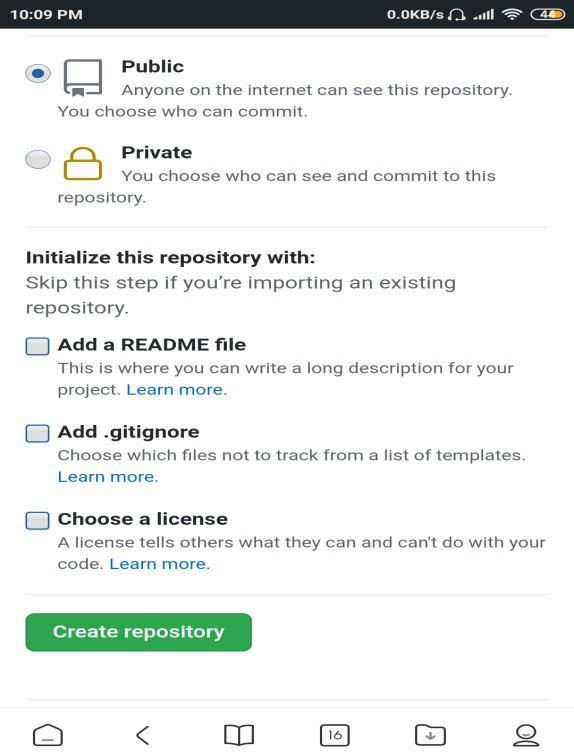 10:09 PM 0.0KB/s 44
Public
Anyone on the internet can see this repository.
You choose who can commit.
Private
You choose who can see and commit to this
repository.
Initialize this repository with:
Skip this step if you’re importing an existing
repository.
Add a README file
This is where you can write a long description for your
project. Learn more.
Add .gitignore
Choose which files not to track from a list of templates.
Learn more.
Choose a license
A license tells others what they can and can't do with your
code. Learn more.
Create repository
16